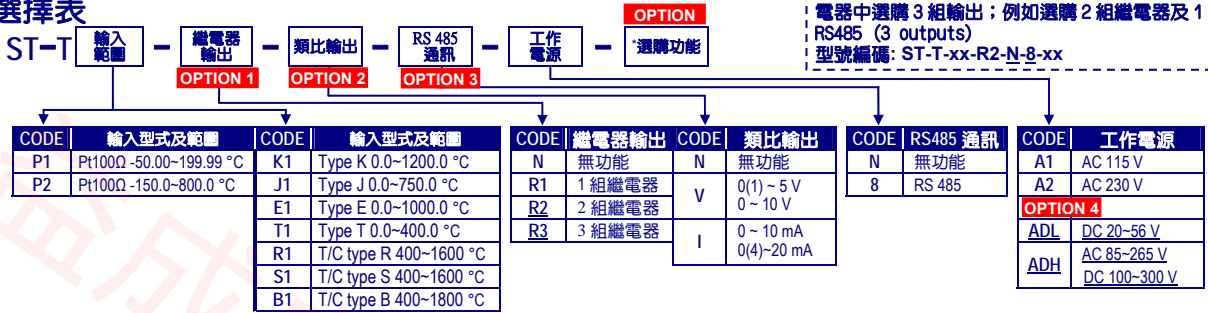 選擇表
OPTION
電器中選購 3 組輸出；例如選購 2 組繼電器及 1
RS485 (3 outputs)
型號編碼: ST-T-xx-R2-N-8-xx
ST-T 輸入範圍 - 繼電器輸出 - 類比輸出 - RS 485 通訊 - 工作電源 - *選購功能
OPTION 1 OPTION 2 OPTION 3
CODE 輸入型式及範圍
P1 Pt100Ω -50.00~199.99 °C
P2 Pt100Ω -150.0~800.0 °C
CODE 輸入型式及範圍
K1 Type K 0.0~1200.0 °C
J1 Type J 0.0~750.0 °C
E1 Type E 0.0~1000.0 °C
T1 Type T 0.0~400.0 °C
R1 T/C type R 400~1600 °C
S1 T/C type S 400~1600 °C
B1 T/C type B 400~1800 °C
CODE 繼電器輸出
N 無功能
R1 1 組繼電器
R2 2 組繼電器
R3 3 組繼電器
CODE 類比輸出
N 無功能
V 0(1) ~ 5 V
0 ~ 10 V
I 0 ~ 10 mA
0(4)~20 mA
CODE RS485 通訊
N 無功能
8 RS 485
CODE 工作電源
A1 AC 115 V
A2 AC 230 V
OPTION 4
ADL DC 20~56 V
ADH AC 85~265 V
DC 100~300 V